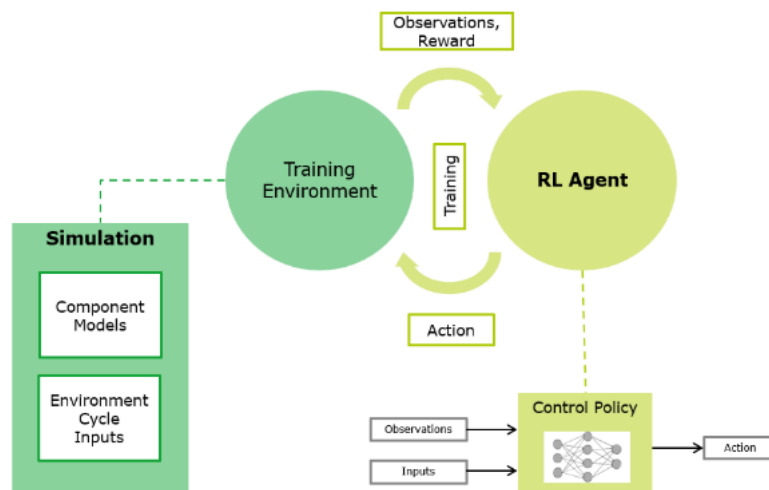 Observations,
Reward
Training
Environment
Training
RL Agent
Simulation
Component
Models
Environment
Cycle
Inputs
Action
Control Policy
Observations
Inputs
Action